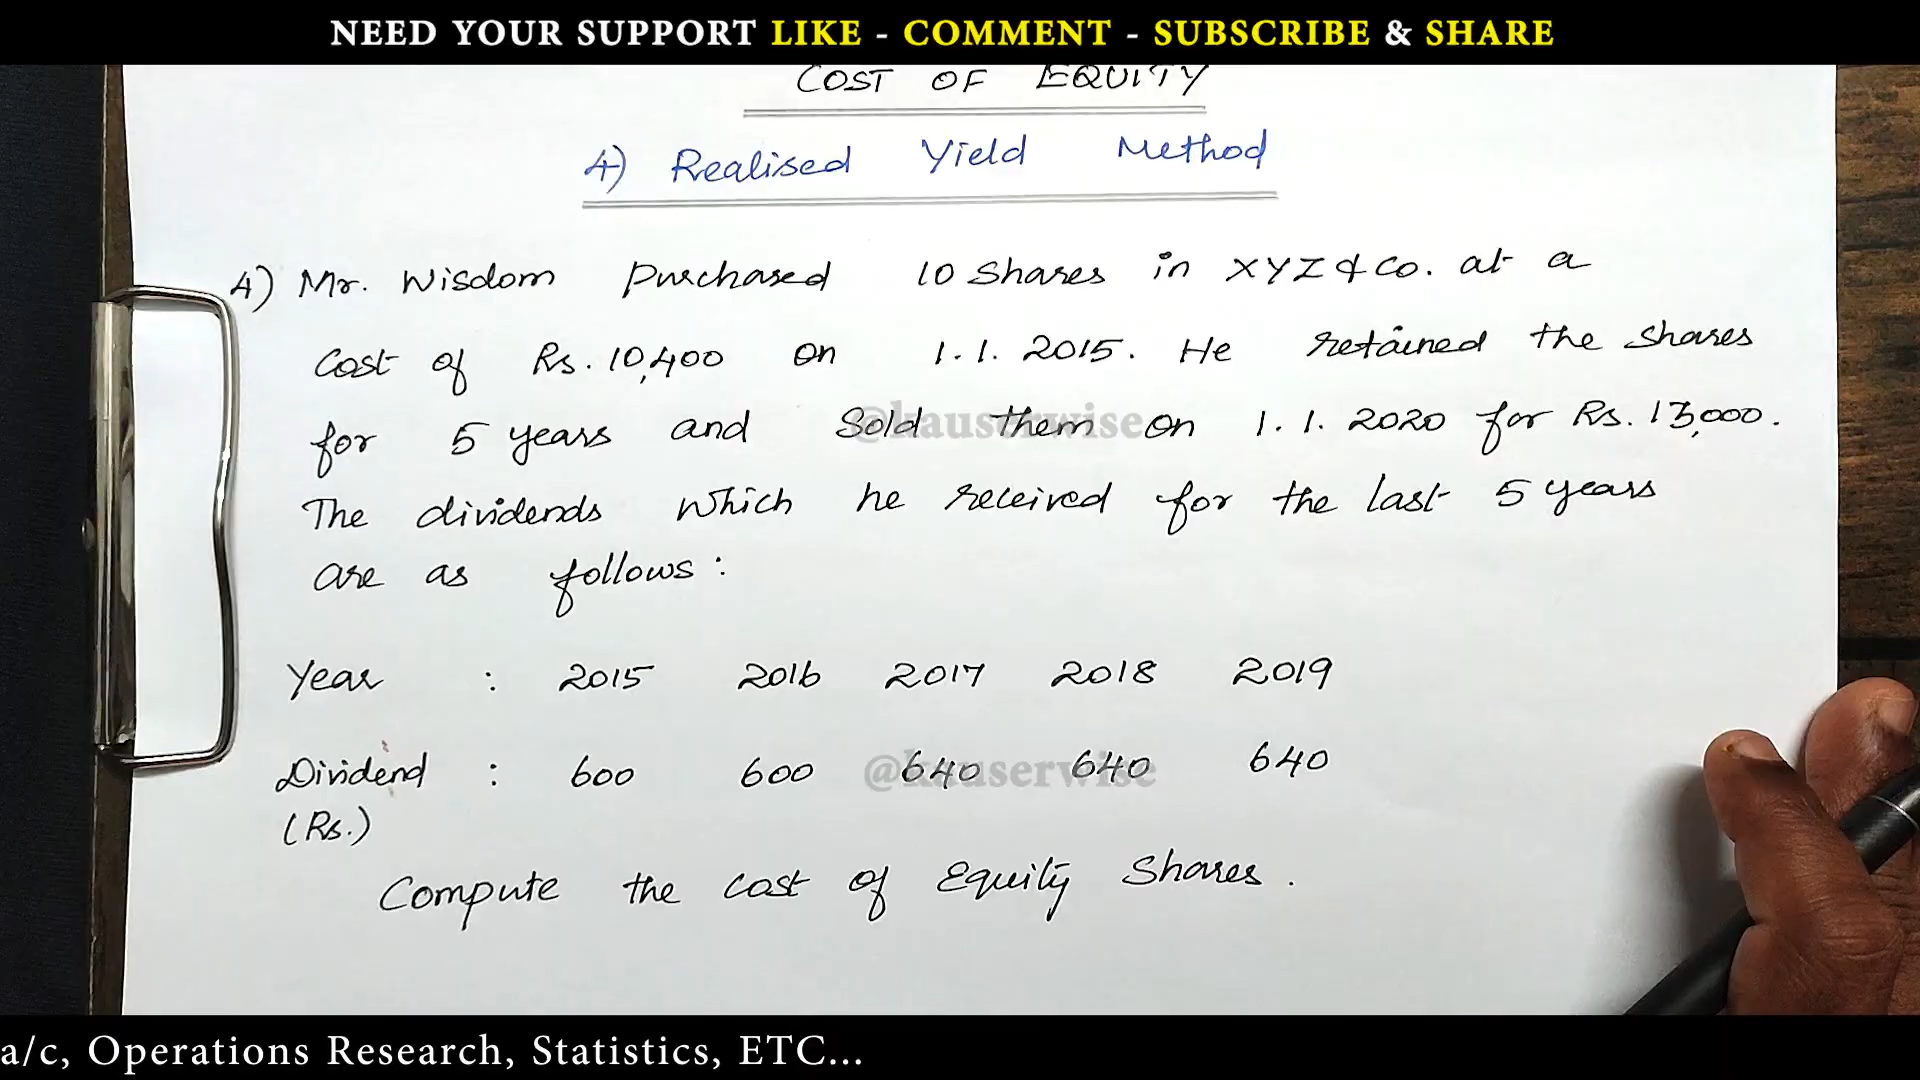 NEED YOUR SUPPORT LIKE - COMMENT - SUBSCRIBE & SHARE
COST OF EQUITY
4) Realised Yield Method
4) Mr. Wisdom purchased 10 shares in XYZ & Co. at a
Cost of Rs. 10,400 on 1.1.2015. He retained the shares
for 5 years and Sold them on 1.1.2020 for Rs. 13,000.
@kauserwise
The dividends which he received for the last 5 years
are as follows:
Year : 2015 2016 2017 2018 2019
Dividend : 600 600 640 640 640
@kauserwise
(Rs.)
Compute the cost of Equity Shares.
a/c, Operations Research, Statistics, ETC...